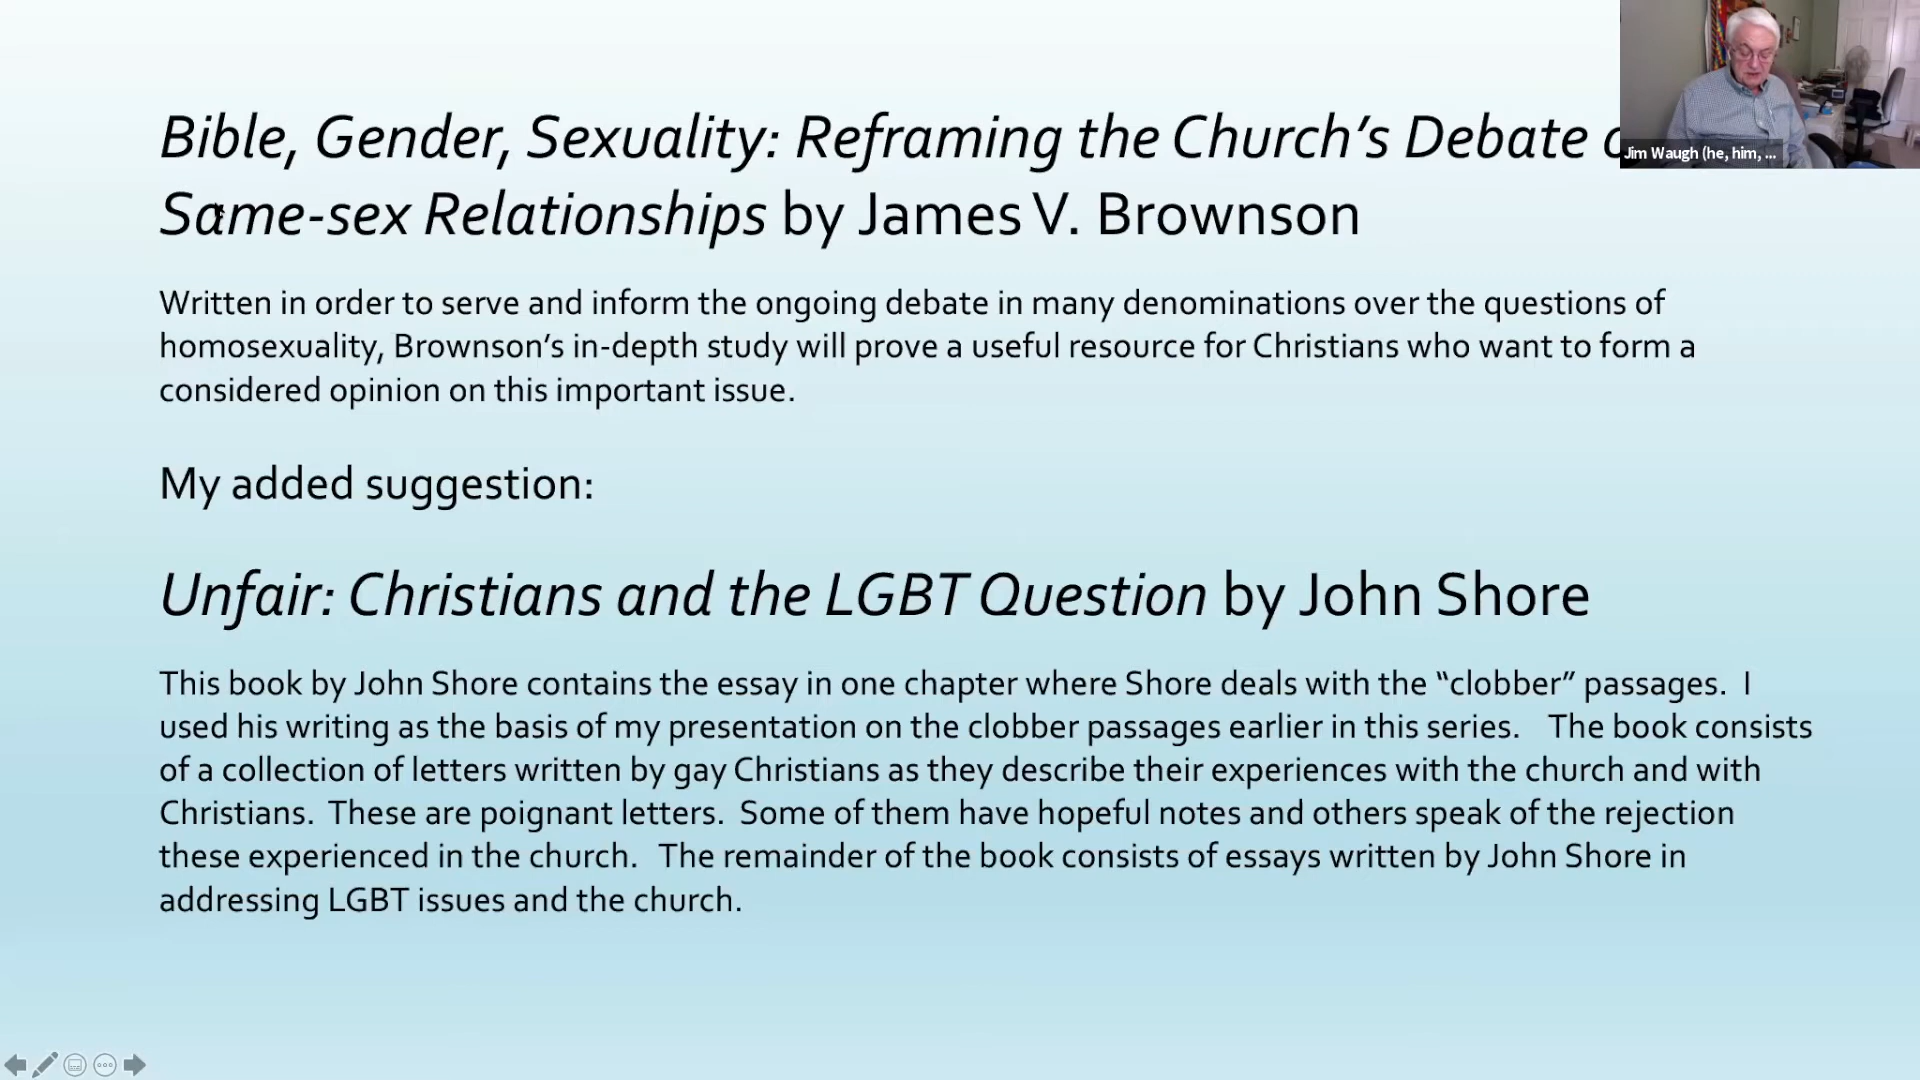 Bible, Gender, Sexuality: Reframing the Church’s Debate
Same-sex Relationships by James V. Brownson
Written in order to serve and inform the ongoing debate in many denominations over the questions of
homosexuality, Brownson’s in-depth study will prove a useful resource for Christians who want to form a
considered opinion on this important issue.
My added suggestion:
Unfair: Christians and the LGBT Question by John Shore
This book by John Shore contains the essay in one chapter where Shore deals with the “clobber” passages. I
used his writing as the basis of my presentation on the clobber passages earlier in this series. The book consists
of a collection of letters written by gay Christians as they describe their experiences with the church and with
Christians. These are poignant letters. Some of them have hopeful notes and others speak of the rejection
these experienced in the church. The remainder of the book consists of essays written by John Shore in
addressing LGBT issues and the church.
Jim Waugh (he, him, ...